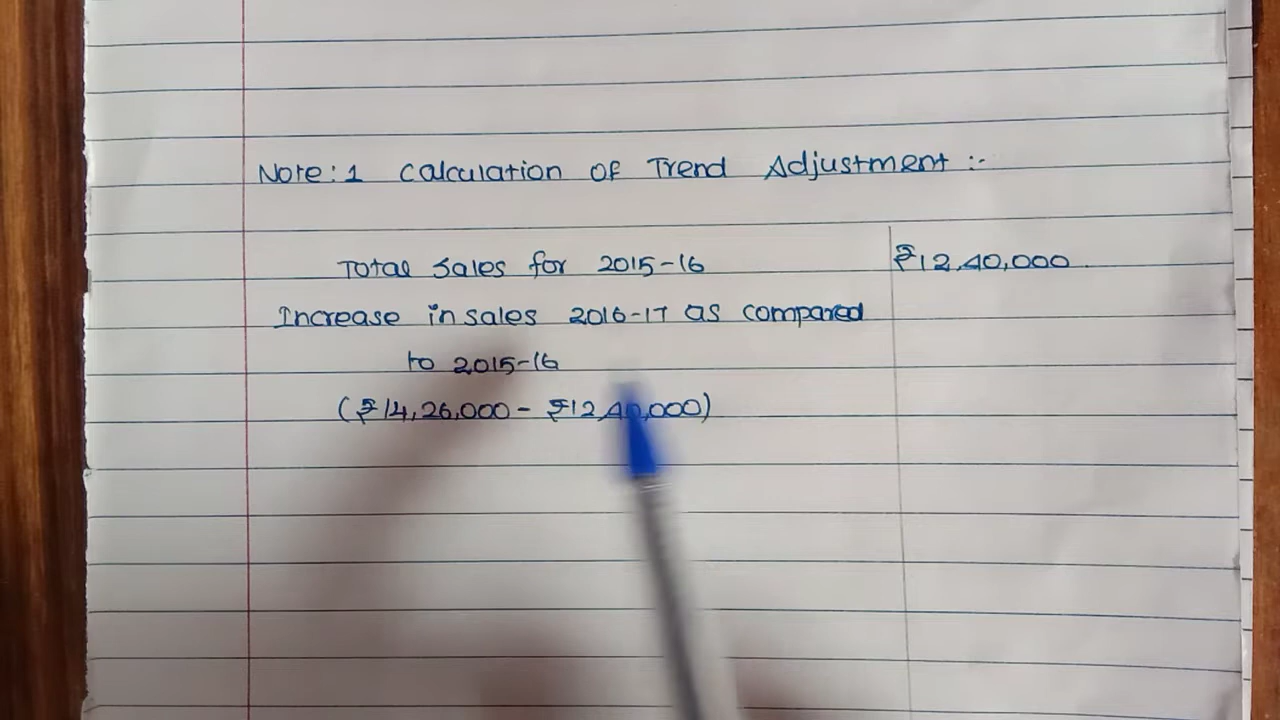 Note:1 Calculation of Trend Adjustment :-
Total sales for 2015-16 ₹12,40,000
Increase in sales 2016-17 as compared
to 2015-16
(₹14,26,000 - ₹12,40,000)